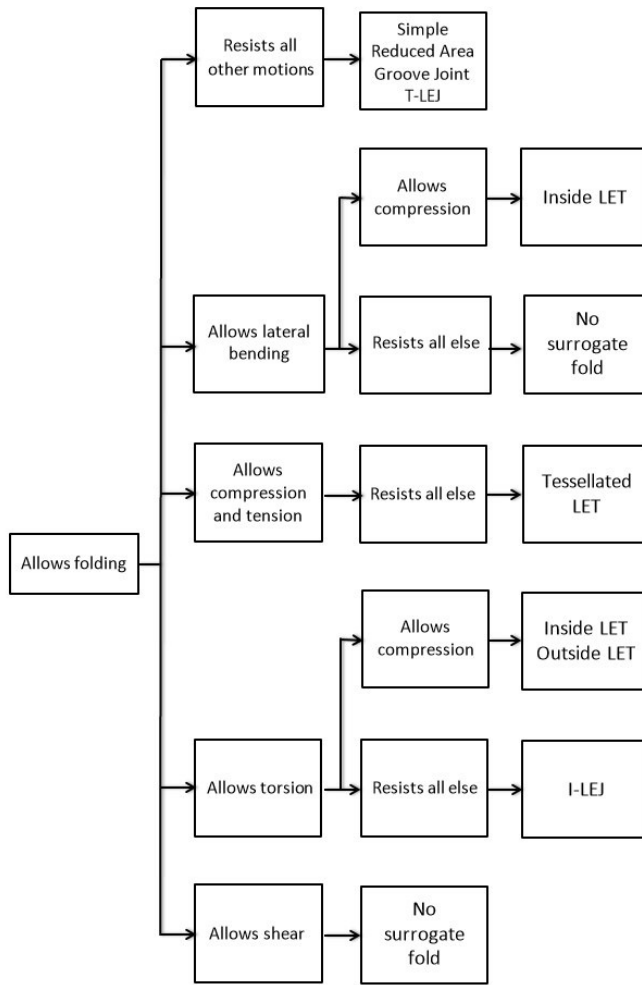 Resists all
other motions
Simple
Reduced Area
Groove Joint
T-LEJ
Allows
compression
Inside LET
Allows lateral
bending
Resists all else
No
surrogate
fold
Allows
compression
and tension
Resists all else
Tessellated
LET
Allows folding
Allows
compression
Inside LET
Outside LET
Allows torsion
Resists all else
I-LEJ
Allows shear
No
surrogate
fold